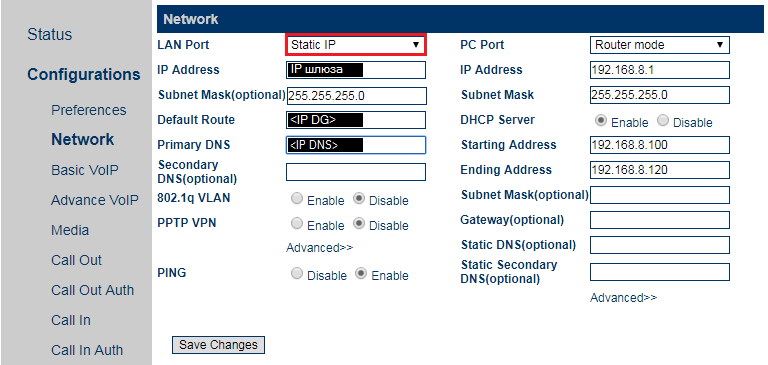 Status
Configurations
Preferences
Network
Basic VoIP
Advance VoIP
Media
Call Out
Call Out Auth
Call In
Call In Auth
Network
LAN Port Static IP
IP Address IP шлюза
Subnet Mask(optional) 255.255.255.0
Default Route <IP DG>
Primary DNS <IP DNS>
Secondary
DNS(optional)
802.1q VLAN Enable Disable
PPTP VPN Enable Disable
Advanced>>
PING Disable Enable
PC Port Router mode
IP Address 192.168.8.1
Subnet Mask 255.255.255.0
DHCP Server Enable Disable
Starting Address 192.168.8.100
Ending Address 192.168.8.120
Subnet Mask(optional)
Gateway(optional)
Static DNS(optional)
Static Secondary
DNS(optional)
Advanced>>
Save Changes